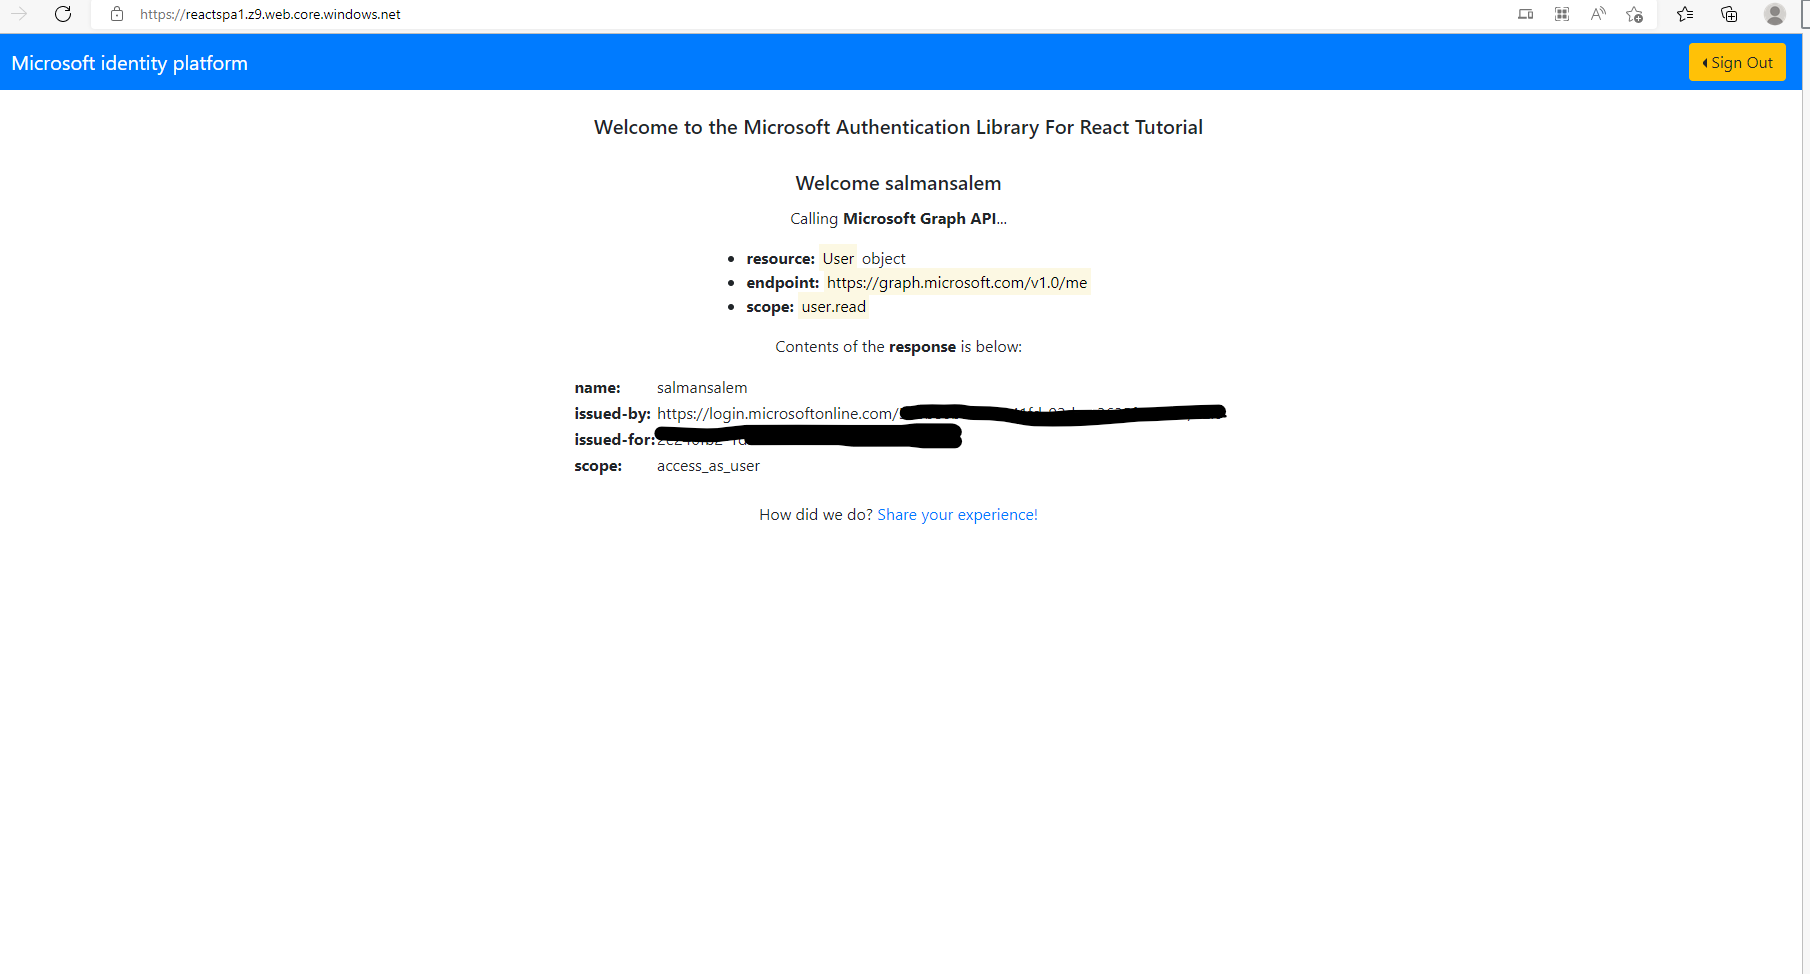 https://reactspa1.z9.web.core.windows.net
Microsoft identity platform
Sign Out
Welcome to the Microsoft Authentication Library For React Tutorial
Welcome salmansalem
Calling Microsoft Graph API...
resource: User object
endpoint: https://graph.microsoft.com/v1.0/me
scope: user.read
Contents of the response is below:
name: salmansalem
issued-by: https://login.microsoftonline.com/
issued-for:
scope: access_as_user
How did we do? Share your experience!